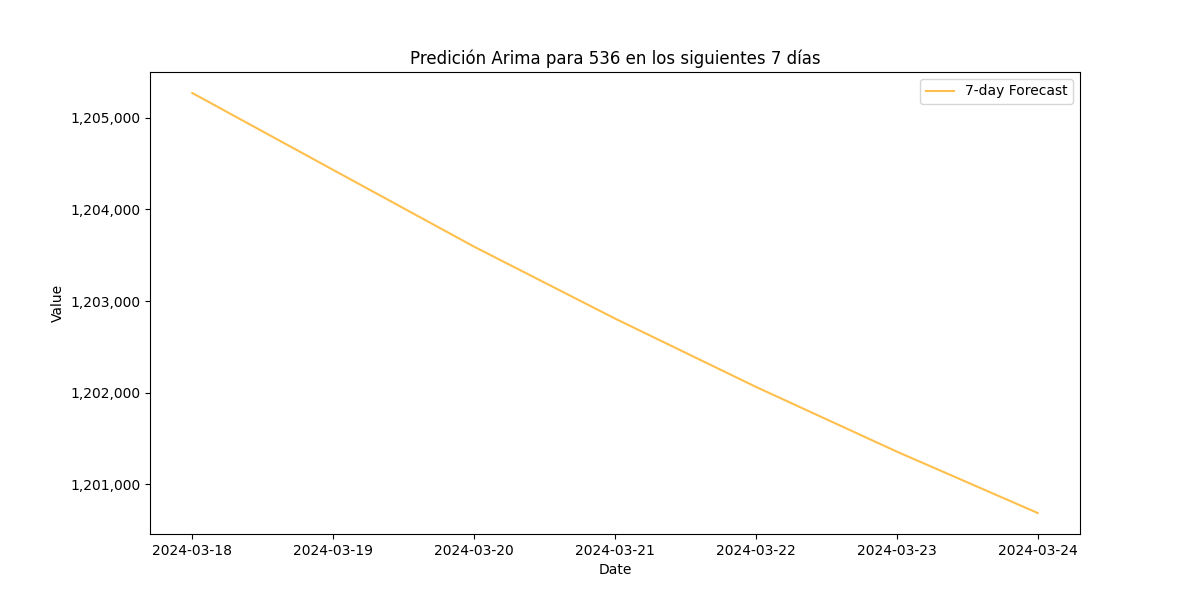 Predición Arima para 536 en los siguientes 7 días
7-day Forecast
1,205,000
1,204,000
1,203,000
1,202,000
1,201,000
Value
2024-03-18 2024-03-19 2024-03-20 2024-03-21 2024-03-22 2024-03-23 2024-03-24
Date